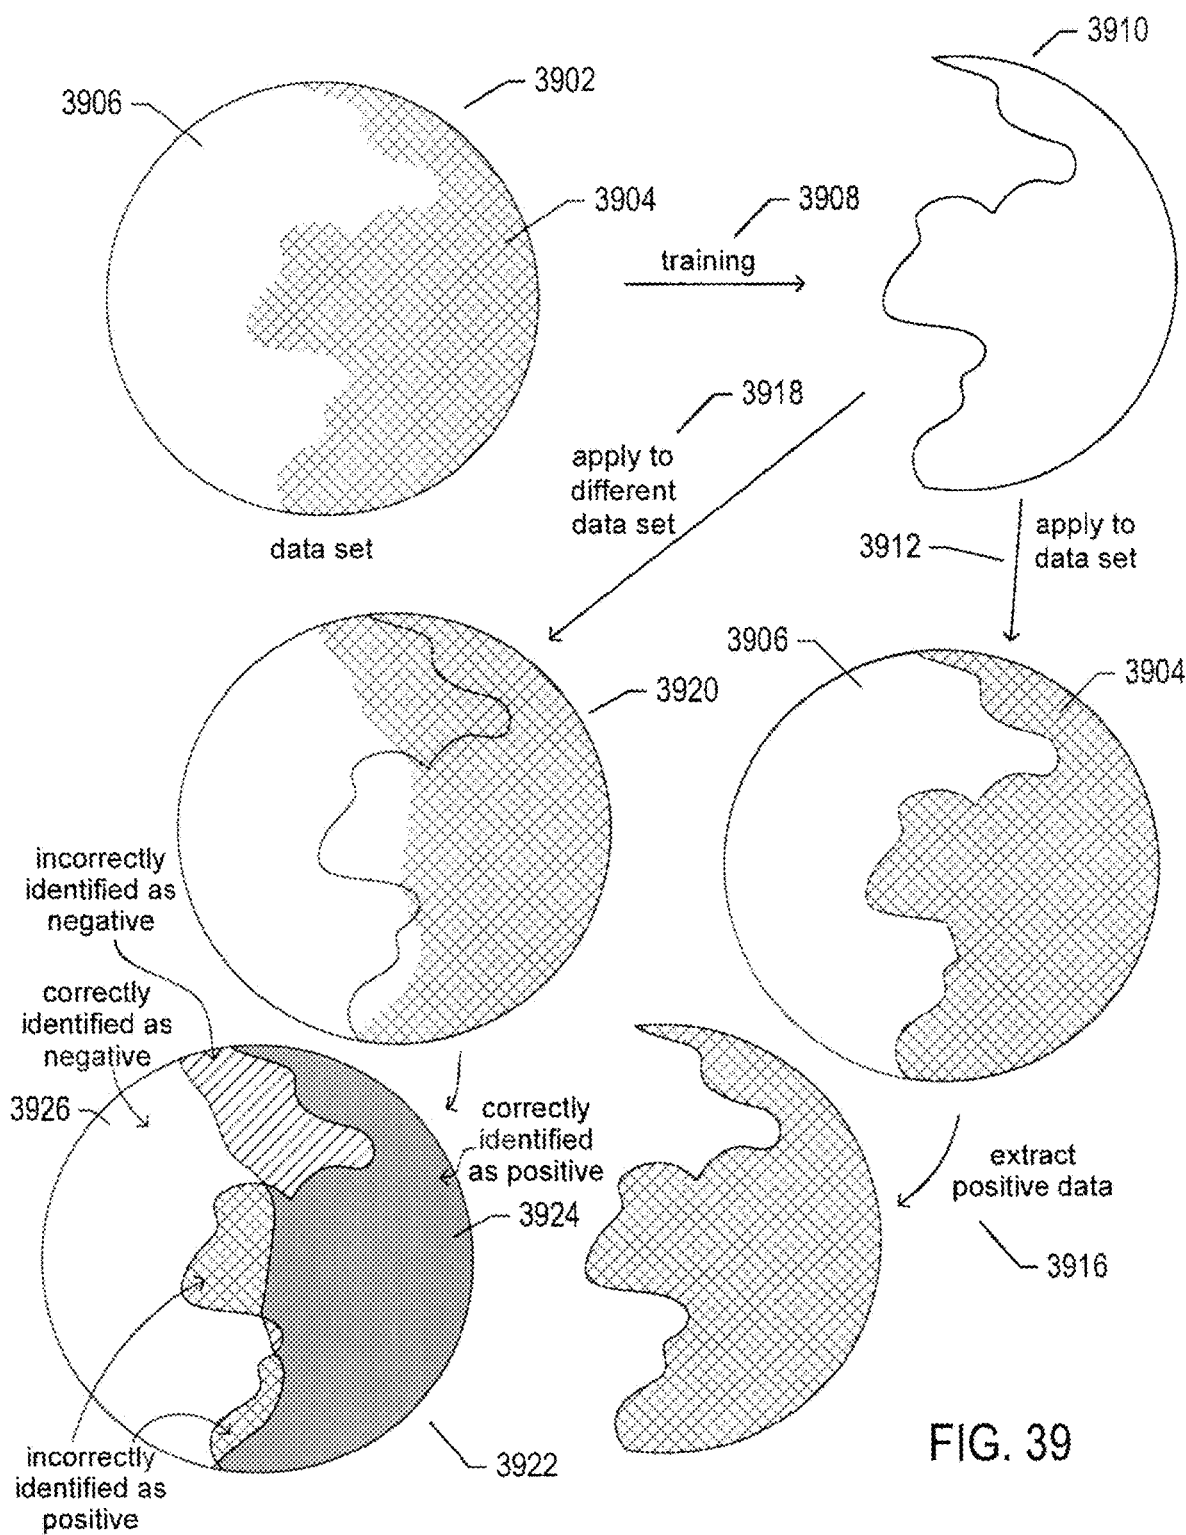 3910
3902
3906
3904
3908
training
3918
apply to
different
data set
data set
3912
apply to
data set
3906
3904
3920
incorrectly
identified as
negative
correctly
identified as
negative
3926
correctly
identified
as positive
3924
extract
positive data
3916
incorrectly
identified as
positive
3922
FIG. 39